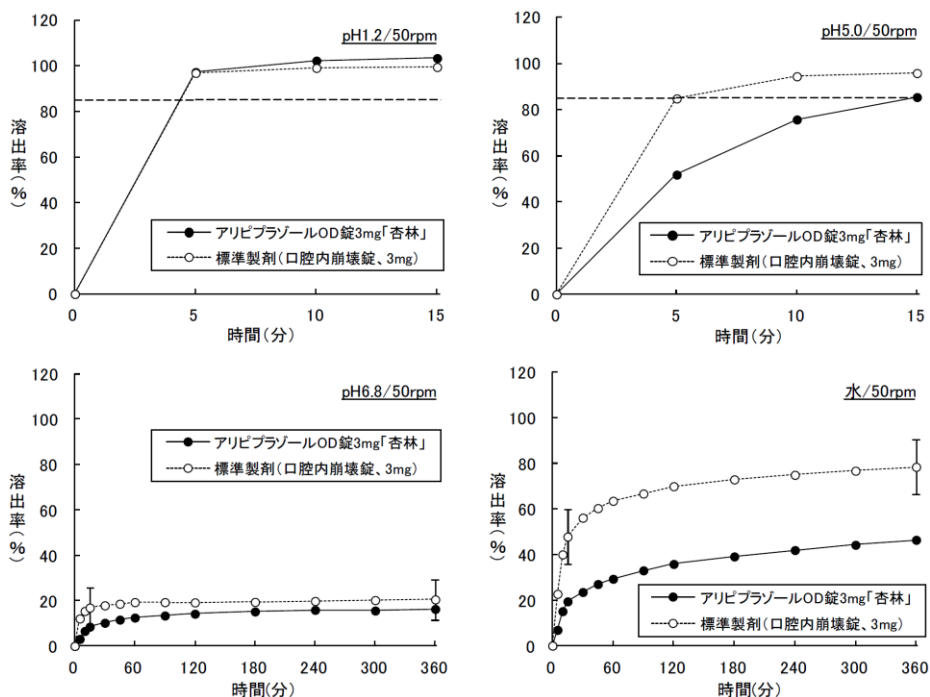 pH1.2/50rpm
120
100
80
60
40
20
0
溶出率(%)
アリピプラゾールOD錠3mg「杏林」
標準製剤(口腔内崩壊錠、3mg)
0 5 10 15
時間(分)
pH5.0/50rpm
120
100
80
60
40
20
0
溶出率(%)
アリピプラゾールOD錠3mg「杏林」
標準製剤(口腔内崩壊錠、3mg)
0 5 10 15
時間(分)
pH6.8/50rpm
120
100
80
60
40
20
0
溶出率(%)
アリピプラゾールOD錠3mg「杏林」
標準製剤(口腔内崩壊錠、3mg)
0 60 120 180 240 300 360
時間(分)
水/50rpm
120
100
80
60
40
20
0
溶出率(%)
アリピプラゾールOD錠3mg「杏林」
標準製剤(口腔内崩壊錠、3mg)
0 60 120 180 240 300 360
時間(分)